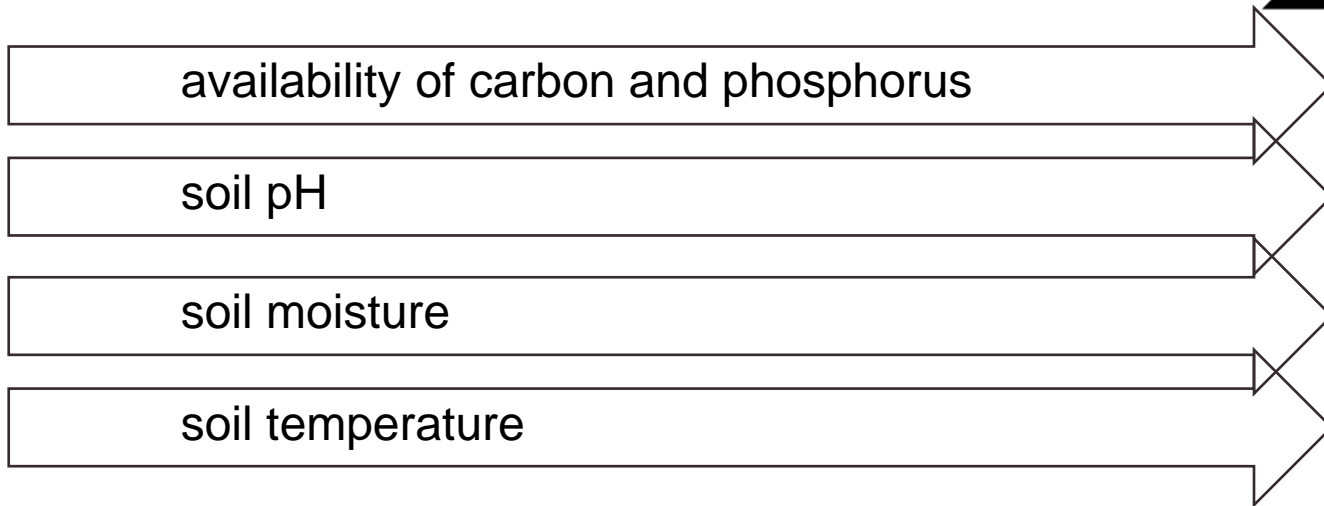 availability of carbon and phosphorus
soil pH
soil moisture
soil temperature